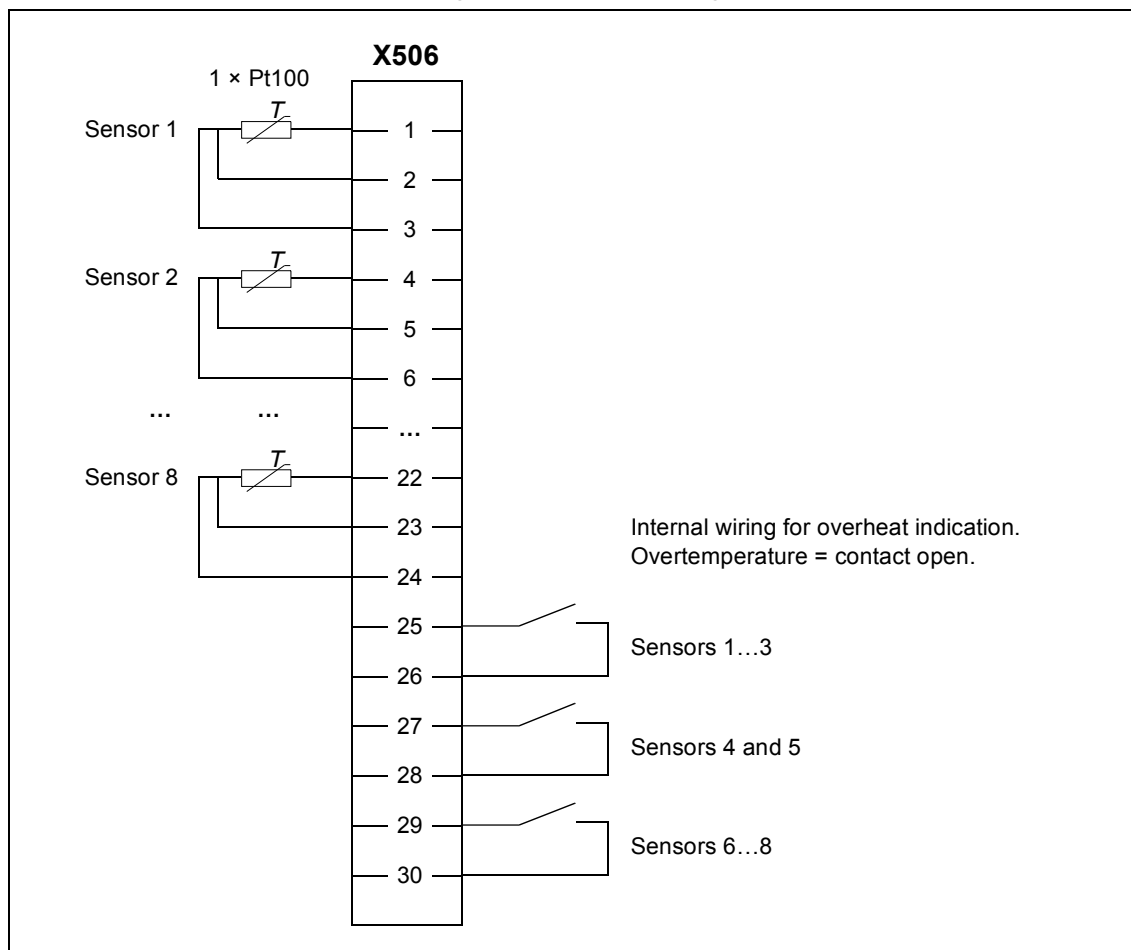 X506
1 × Pt100
T
Sensor 1
1
2
3
T
Sensor 2
4
5
6
... ...
...
T
Sensor 8
22
23
24
Internal wiring for overheat indication.
Overtemperature = contact open.
25
Sensors 1…3
26
27
Sensors 4 and 5
28
29
Sensors 6…8
30